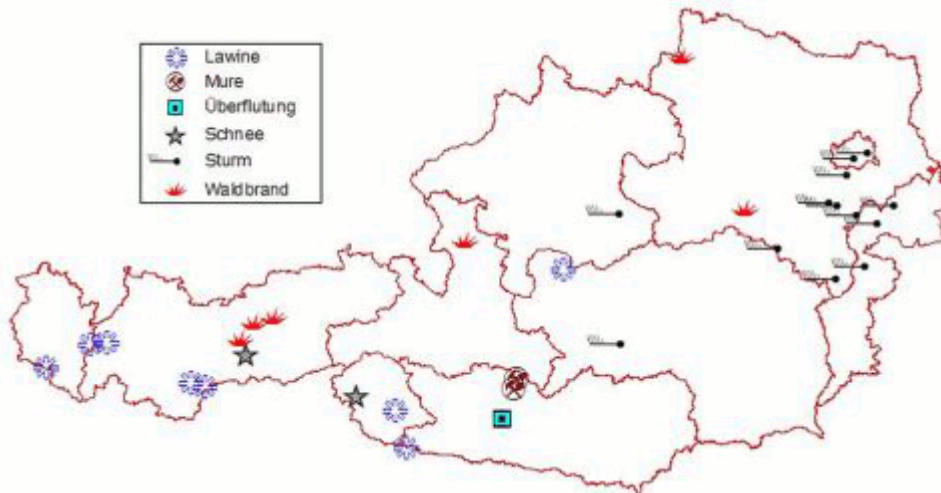 Lawine
Mure
Überflutung
Schnee
Sturm
Waldbrand